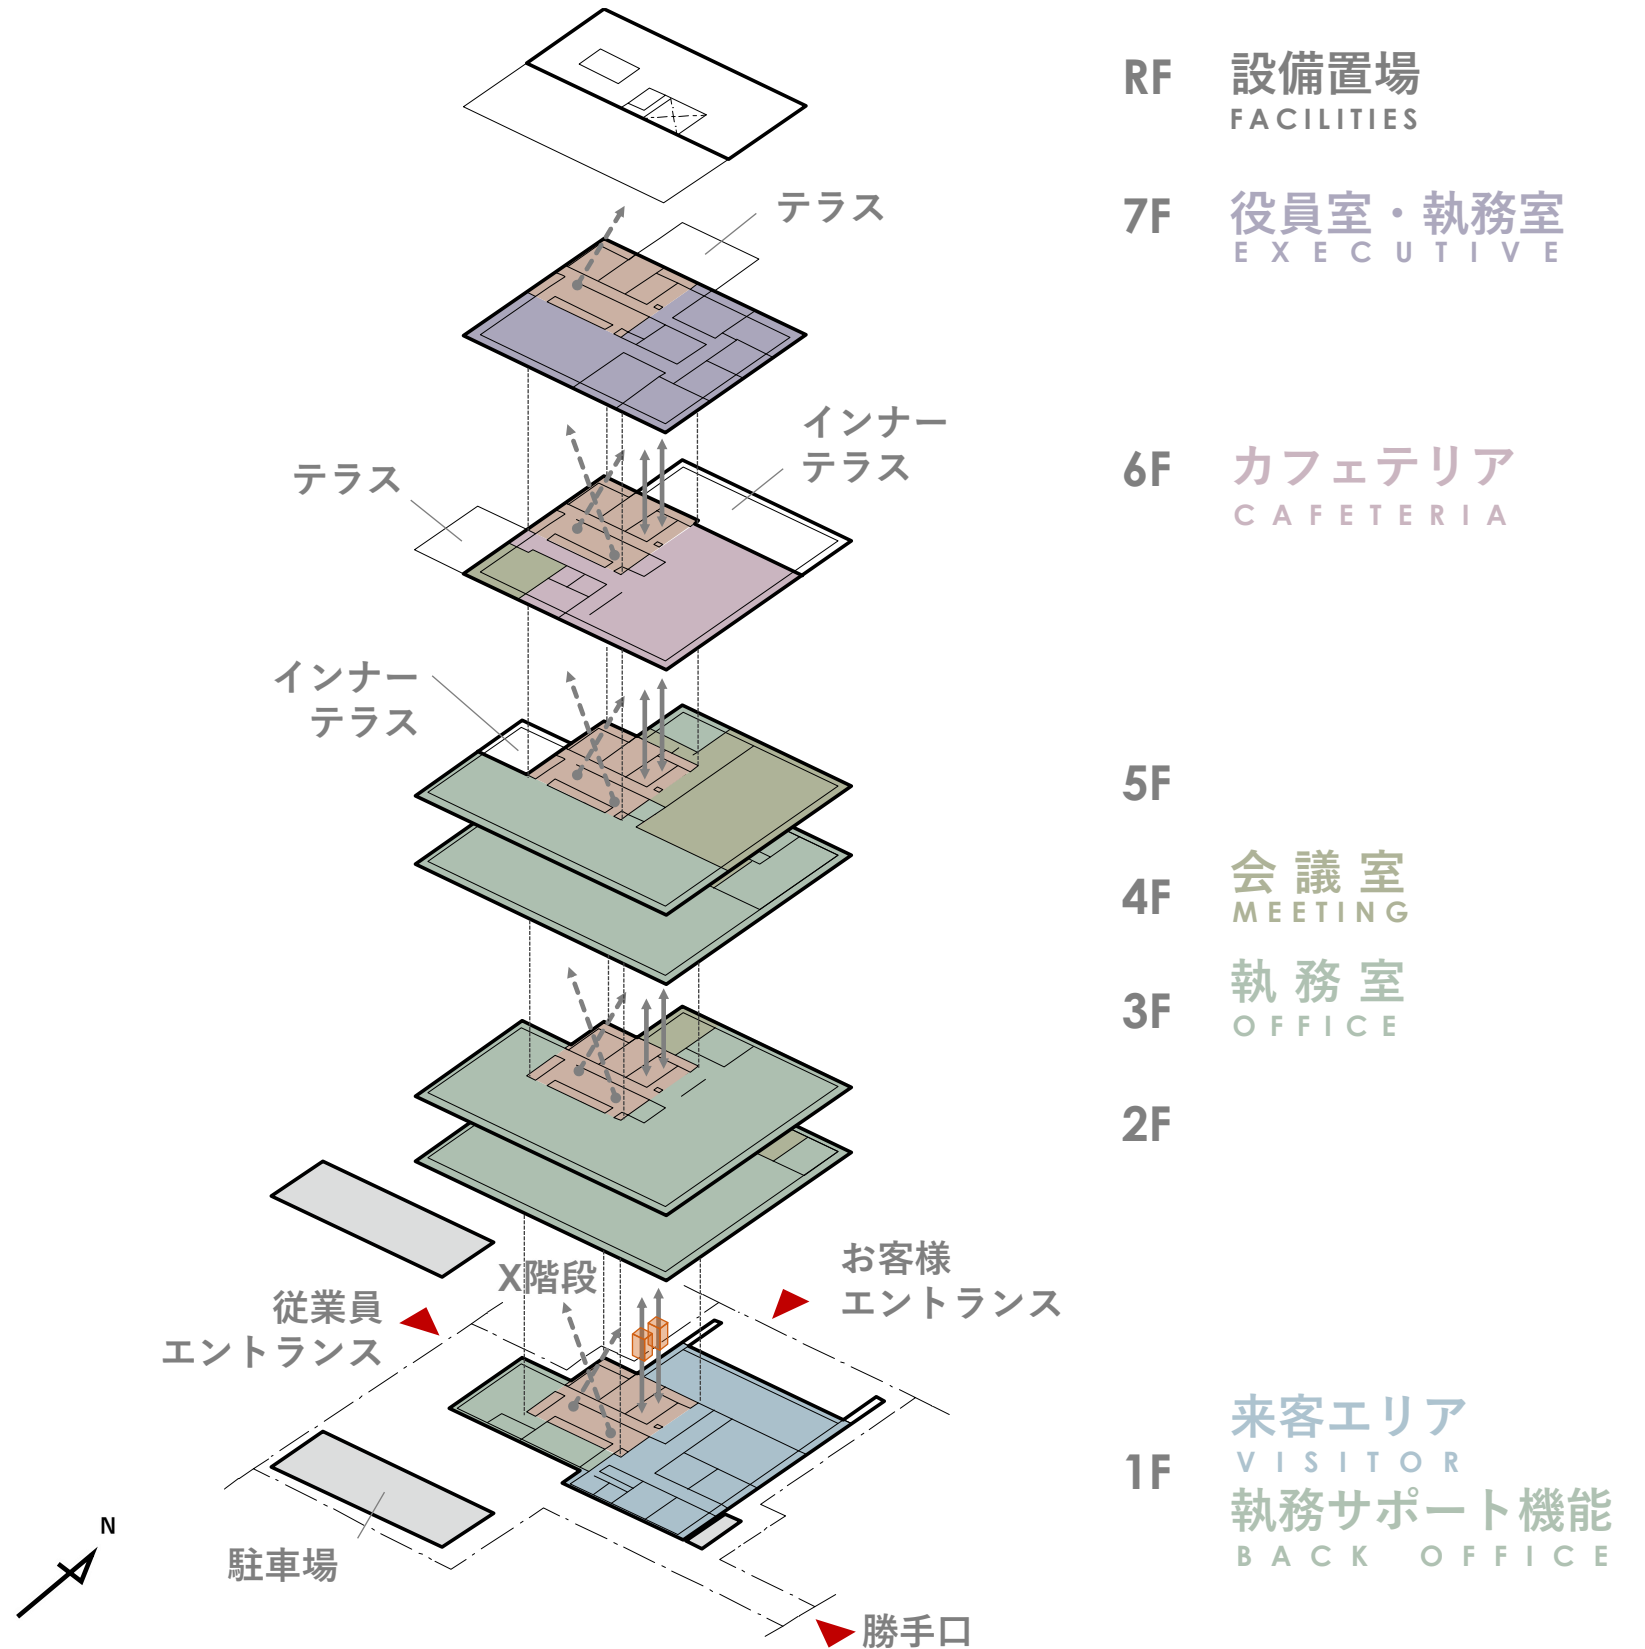 RF 設備置場
FACILITIES
テラス
7F 役員室・執務室
EXECUTIVE
インナー
テラス
テラス
6F カフェテリア
CAFETERIA
インナー
テラス
5F
4F 会議室
MEETING
3F 執務室
OFFICE
2F
X階段
お客様
エントランス
従業員
エントランス
1F 来客エリア
VISITOR
執務サポート機能
BACK OFFICE
N
駐車場
勝手口